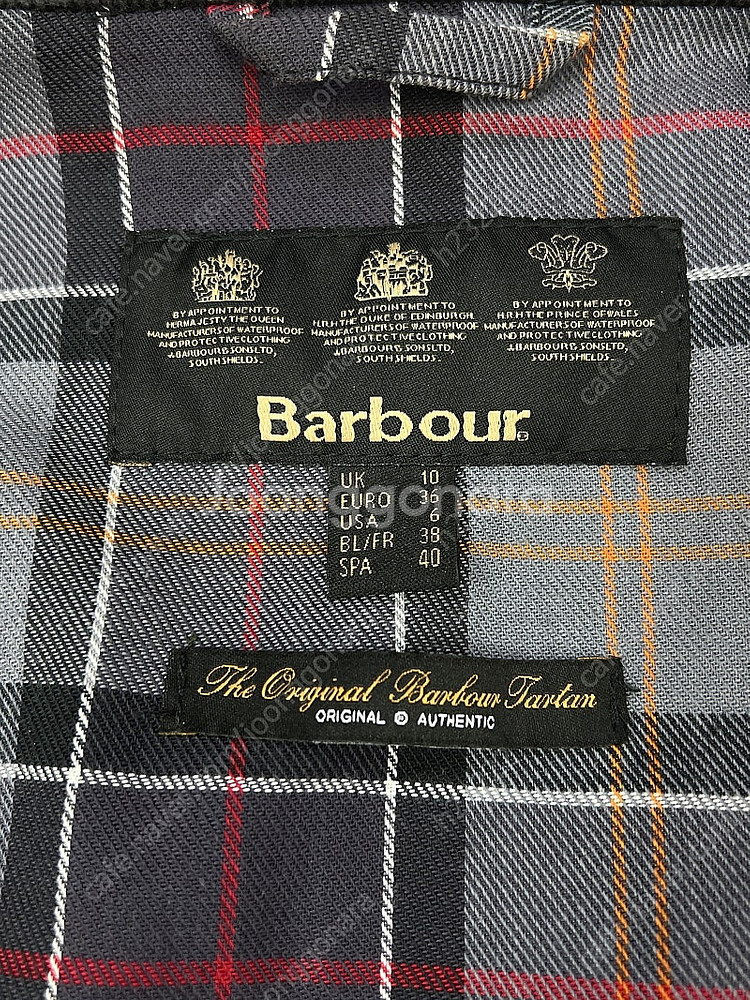 BY APPOINTMENT TO
HER MAJESTY THE QUEEN
MANUFACTURERS OF WATERPROOF
AND PROTECTIVE CLOTHING
J.BARBOUR & SONS LTD,
SOUTH SHIELDS.
BY APPOINTMENT TO
H.R.H THE DUKE OF EDINBURGH
MANUFACTURERS OF WATERPROOF
AND PROTECTIVE CLOTHING
J.BARBOUR & SONS LTD,
SOUTH SHIELDS.
BY APPOINTMENT TO
H.R.H THE PRINCE OF WALES
MANUFACTURERS OF WATERPROOF
AND PROTECTIVE CLOTHING
J.BARBOUR & SONS LTD,
SOUTH SHIELDS.
Barbour
UK 10
EURO 36
USA 6
BL/FR 38
SPA 40
The Original Barbour Tartan
ORIGINAL AUTHENTIC
joonggonara